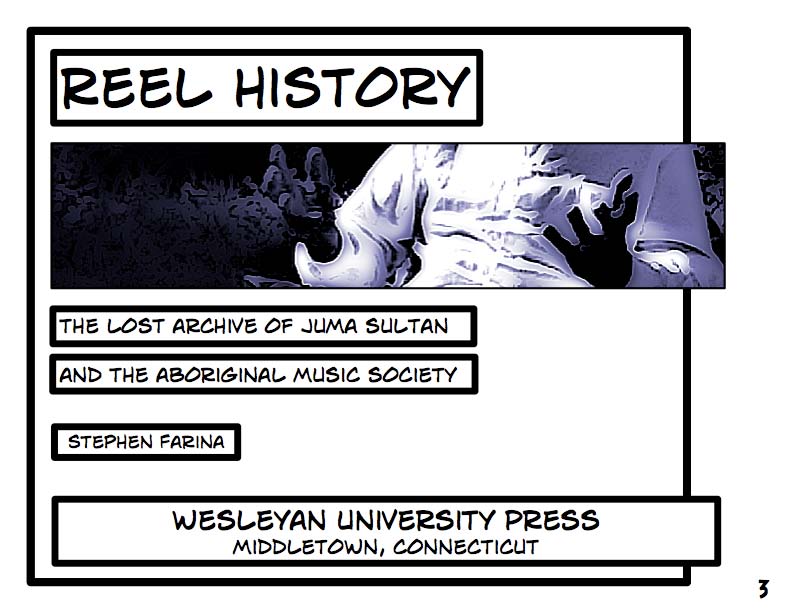 REEL HISTORY
THE LOST ARCHIVE OF JUMA SULTAN
AND THE ABORIGINAL MUSIC SOCIETY
STEPHEN FARINA
WESLEYAN UNIVERSITY PRESS
MIDDLETOWN, CONNECTICUT
3